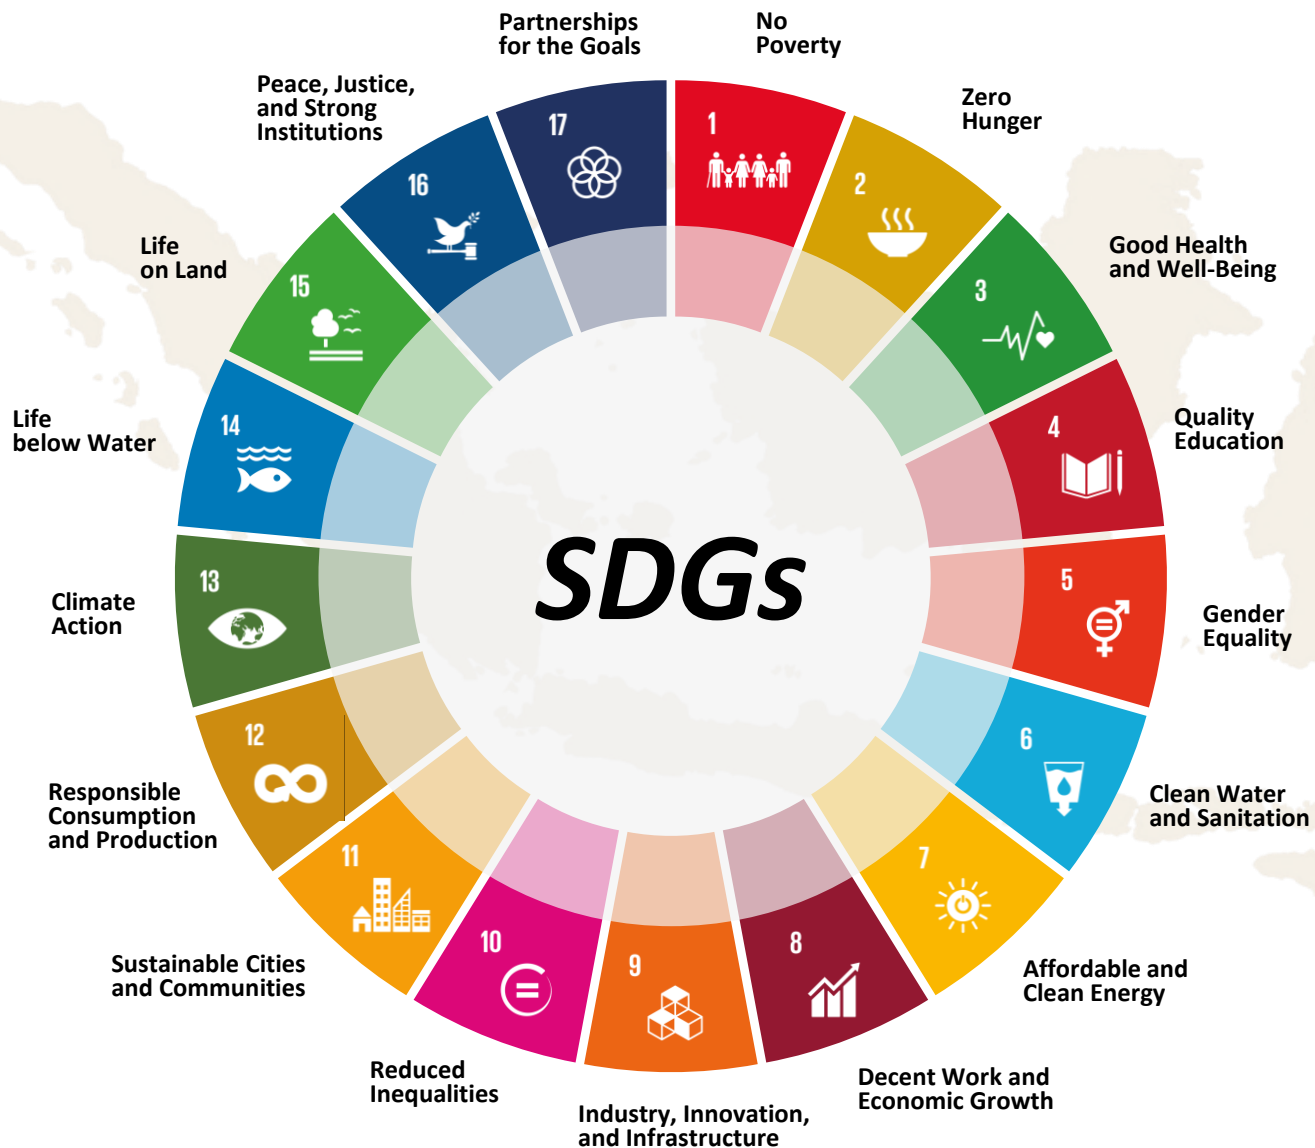 Partnerships
for the Goals
17
No
Poverty
1
Zero
Hunger
2
Good Health
and Well-Being
3
Quality
Education
4
Gender
Equality
5
Clean Water
and Sanitation
6
Affordable and
Clean Energy
7
Decent Work and
Economic Growth
8
Industry, Innovation,
and Infrastructure
9
Reduced
Inequalities
10
Sustainable Cities
and Communities
11
Responsible
Consumption
and Production
12
Climate
Action
13
Life
below Water
14
Life
on Land
15
Peace, Justice,
and Strong
Institutions
16
SDGs